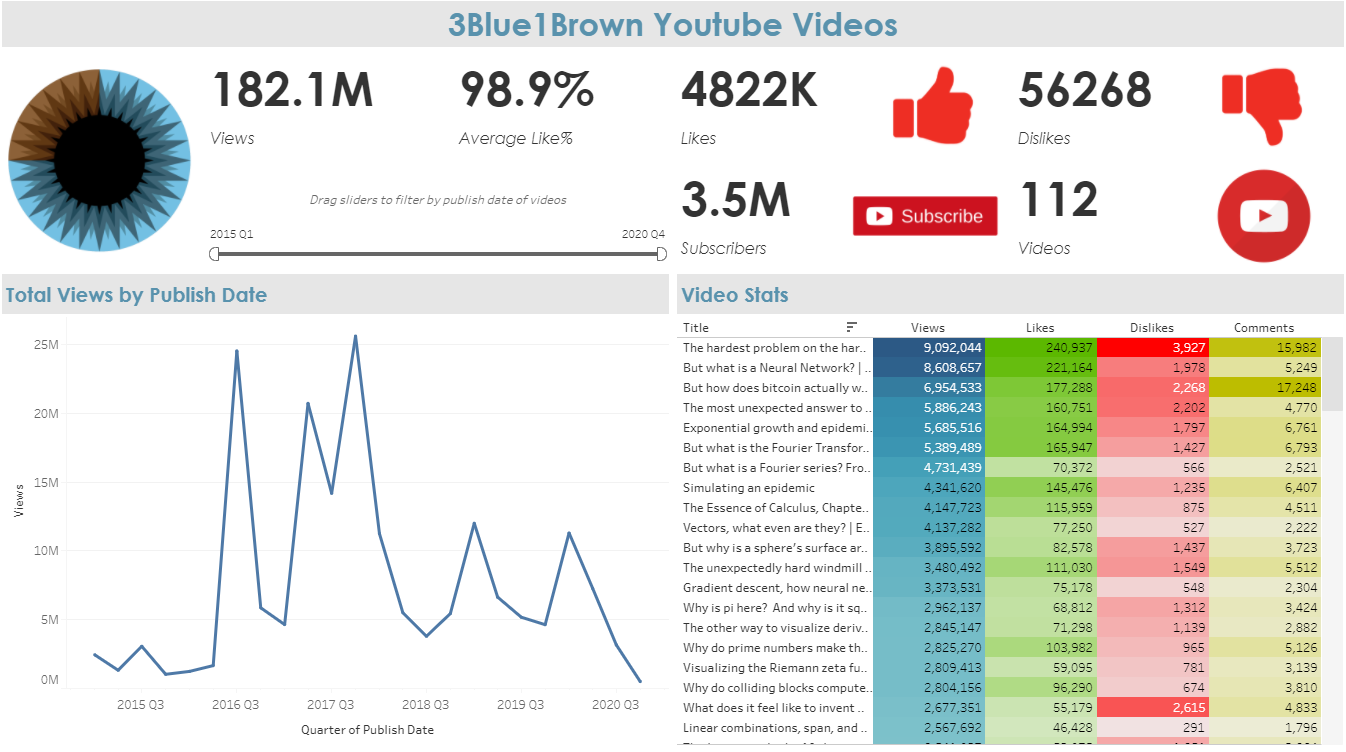 3Blue1Brown Youtube Videos
182.1M
Views
98.9%
Average Like%
4822K
Likes
56268
Dislikes
Drag sliders to filter by publish date of videos
2015 Q1 2020 Q4
3.5M
Subscribers
Subscribe
112
Videos
Total Views by Publish Date
25M
20M
15M
10M
5M
0M
Views
2015 Q3 2016 Q3 2017 Q3 2018 Q3 2019 Q3 2020 Q3
Quarter of Publish Date
Video Stats
Title Views Likes Dislikes Comments
The hardest problem on the har.. 9,092,044 240,937 3,927 15,982
But what is a Neural Network? | .. 8,608,657 221,164 1,978 5,249
But how does bitcoin actually w.. 6,954,533 177,288 2,268 17,248
The most unexpected answer to .. 5,886,243 160,751 2,202 4,770
Exponential growth and epidemi.. 5,685,516 164,994 1,797 6,761
But what is the Fourier Transfor.. 5,389,489 165,947 1,427 6,793
But what is a Fourier series? Fro.. 4,731,439 70,372 566 2,521
Simulating an epidemic 4,341,620 145,476 1,235 6,407
The Essence of Calculus, Chapte.. 4,147,723 115,959 875 4,511
Vectors, what even are they? | E.. 4,137,282 77,250 527 2,222
But why is a sphere’s surface ar.. 3,895,592 82,578 1,437 3,723
The unexpectedly hard windmill .. 3,480,492 111,030 1,549 5,512
Gradient descent, how neural ne.. 3,373,531 75,178 548 2,304
Why is pi here? And why is it sq.. 2,962,137 68,812 1,312 3,424
The other way to visualize deriv.. 2,845,147 71,298 1,139 2,882
Why do prime numbers make th.. 2,825,270 103,982 965 5,126
Visualizing the Riemann zeta fu.. 2,809,413 59,095 781 3,139
Why do colliding blocks compute.. 2,804,156 96,290 674 3,810
What does it feel like to invent .. 2,677,351 55,179 2,615 4,833
Linear combinations, span, and .. 2,567,692 46,428 291 1,796